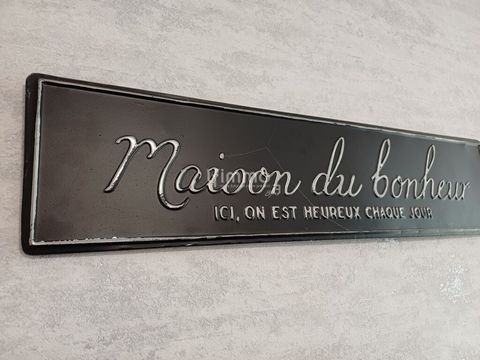 Maison du bonheur
ICI, ON EST HEUREUX CHAQUE JOUR